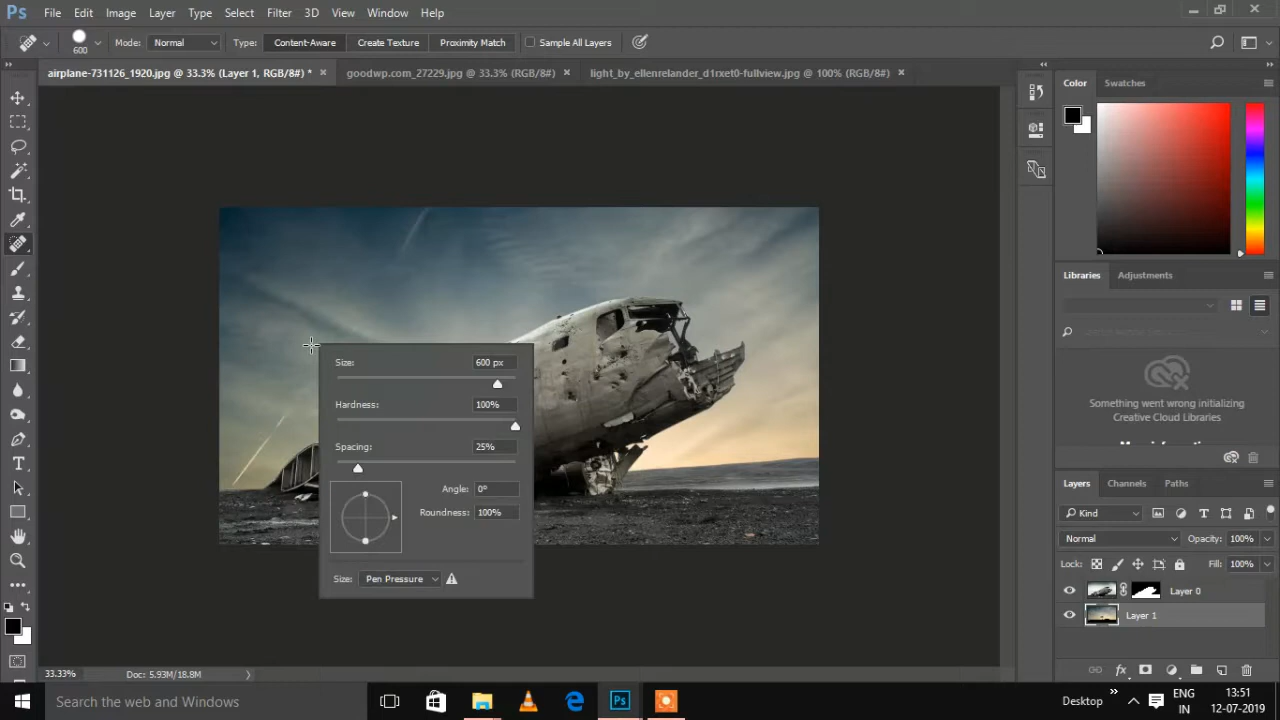 Ps File Edit Image Layer Type Select Filter 3D View Window Help
600 Mode: Normal Type: Content-Aware Create Texture Proximity Match Sample All Layers
airplane-731126_1920.jpg @ 33.3% (Layer 1, RGB/8#) * × goodwp.com_27229.jpg @ 33.3% (RGB/8#) × light_by_ellenrelander_d1rxet0-fullview.jpg @ 100% (RGB/8#) ×
Color Swatches
Libraries Adjustments
Something went wrong initializing
Creative Cloud Libraries
Size: 600 px
Hardness: 100%
Spacing: 25%
Angle: 0º
Roundness: 100%
Size: Pen Pressure
Layers Channels Paths
Kind
Normal Opacity: 100%
Lock: Fill: 100%
Layer 0
Layer 1
33.33% Doc: 5.93M/18.8M
Search the web and Windows
Ps
Desktop
ENG
IN
13:51
12-07-2019